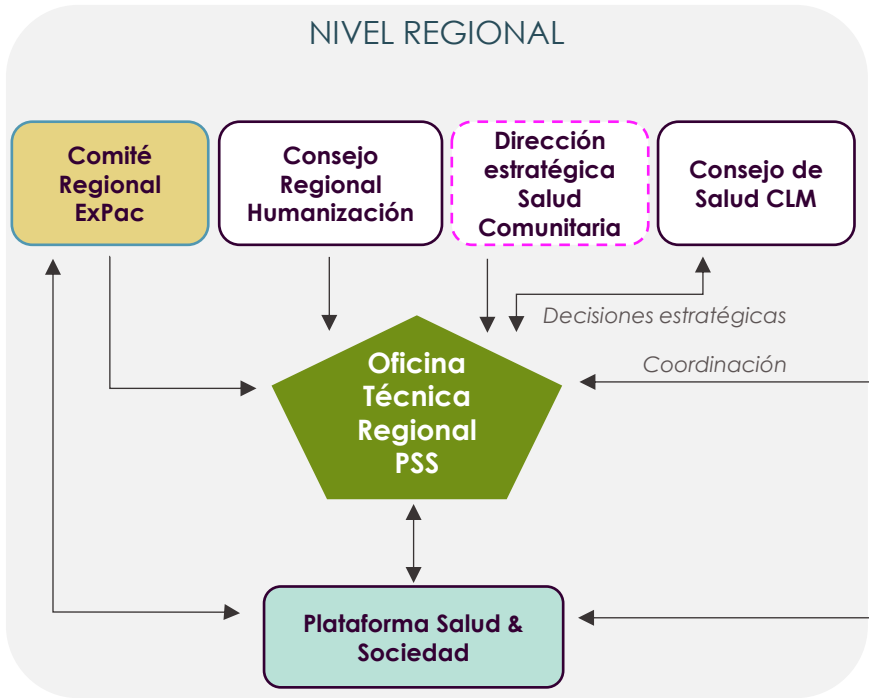 NIVEL REGIONAL
Comité
Regional
ExPac
Consejo
Regional
Humanización
Dirección
estratégica
Salud
Comunitaria
Consejo de
Salud CLM
Decisiones estratégicas
Coordinación
Oficina
Técnica
Regional
PSS
Plataforma Salud &
Sociedad